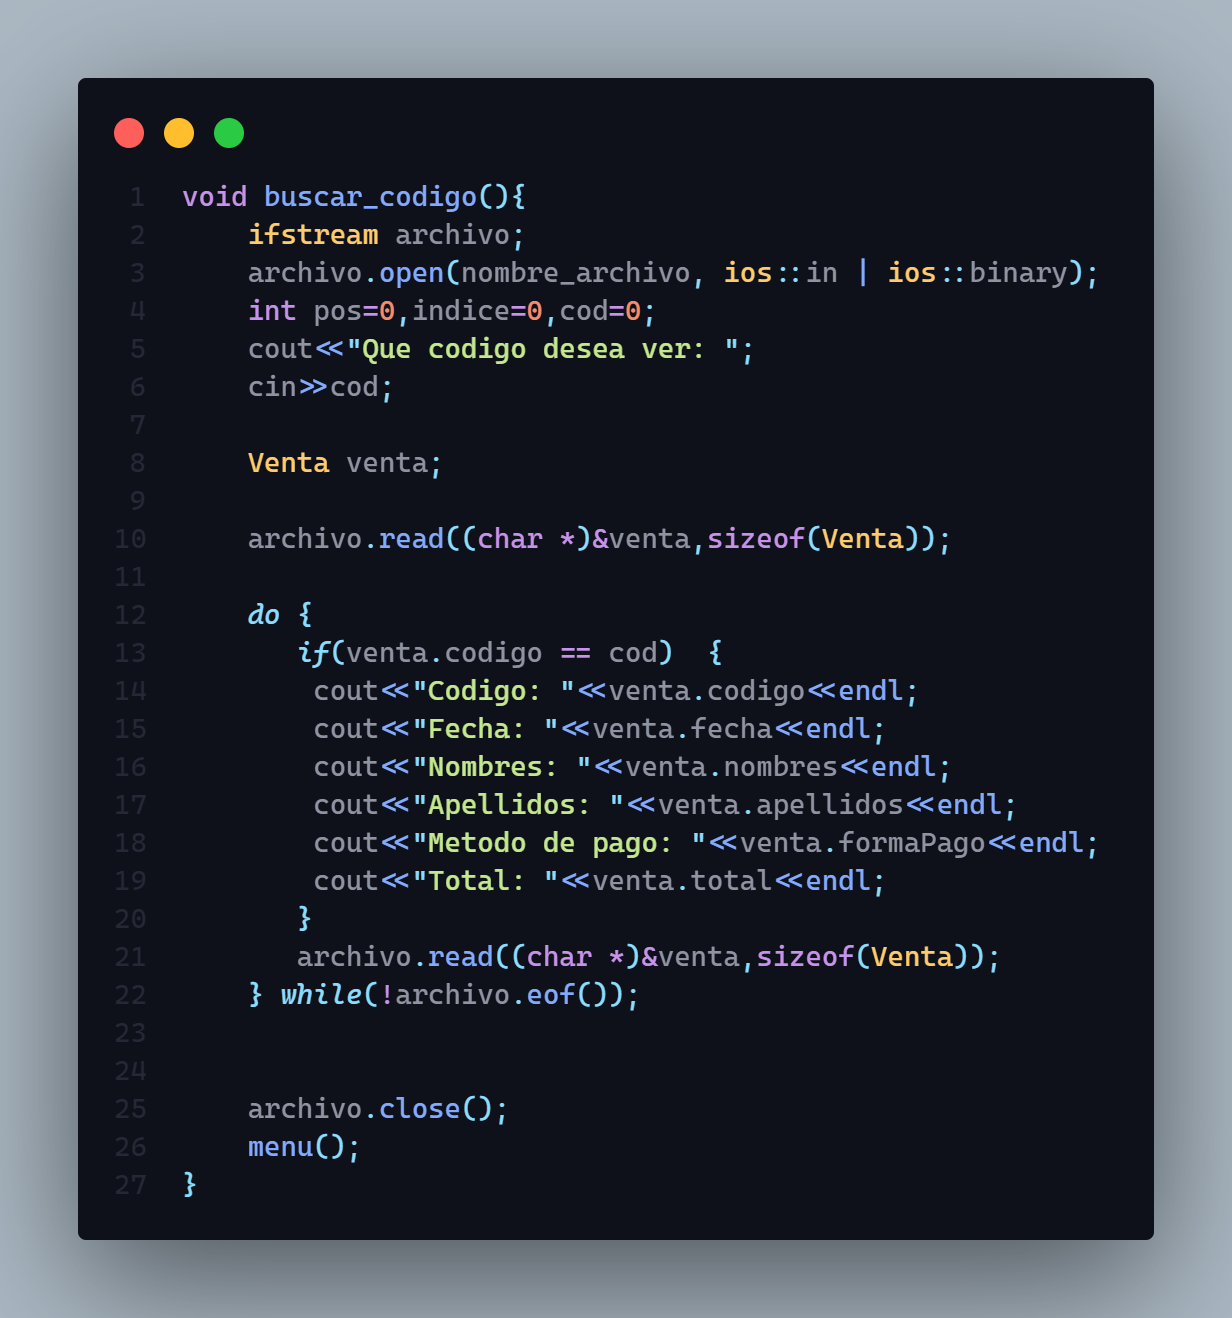 1 void buscar_codigo(){
2 ifstream archivo;
3 archivo.open(nombre_archivo, ios::in | ios::binary);
4 int pos=0,indice=0,cod=0;
5 cout<<"Que codigo desea ver: ";
6 cin>>cod;
7
8 Venta venta;
9
10 archivo.read((char *)&venta,sizeof(Venta));
11
12 do {
13 if(venta.codigo == cod)  {
14 cout<<"Codigo: "<<venta.codigo<<endl;
15 cout<<"Fecha: "<<venta.fecha<<endl;
16 cout<<"Nombres: "<<venta.nombres<<endl;
17 cout<<"Apellidos: "<<venta.apellidos<<endl;
18 cout<<"Metodo de pago: "<<venta.formaPago<<endl;
19 cout<<"Total: "<<venta.total<<endl;
20 }
21 archivo.read((char *)&venta,sizeof(Venta));
22 } while(!archivo.eof());
23
24
25 archivo.close();
26 menu();
27 }